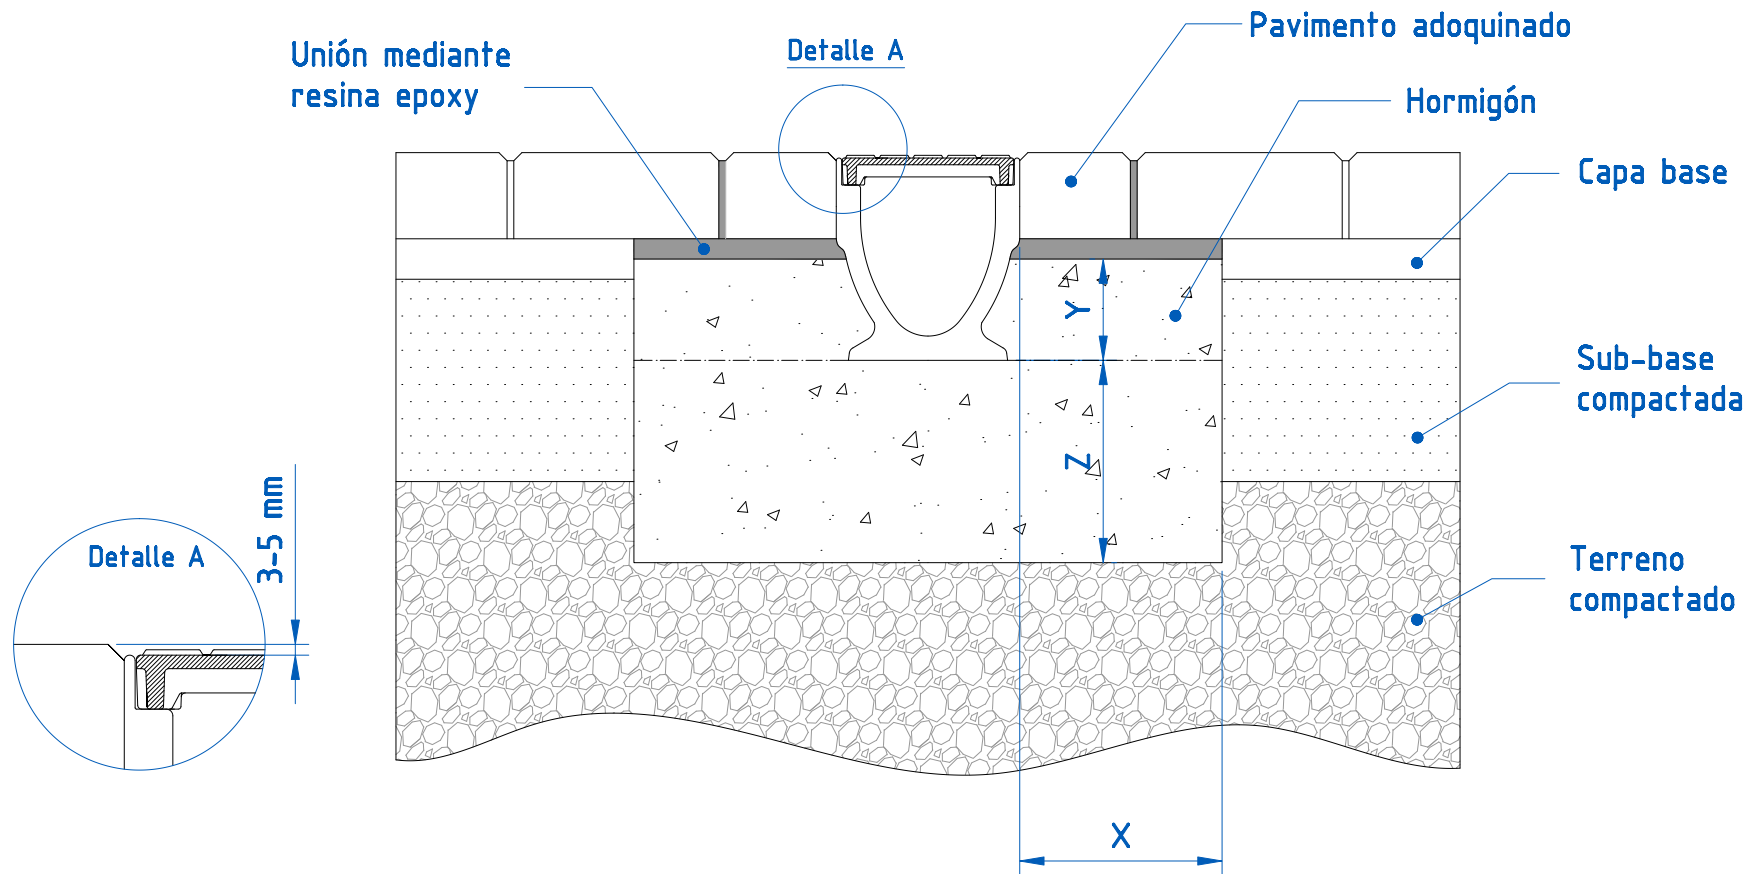 Pavimento adoquinado
Unión mediante
resina epoxy
Detalle A
Hormigón
Capa base
Y
Sub-base
compactada
Z
3-5 mm
Detalle A
Terreno
compactado
X